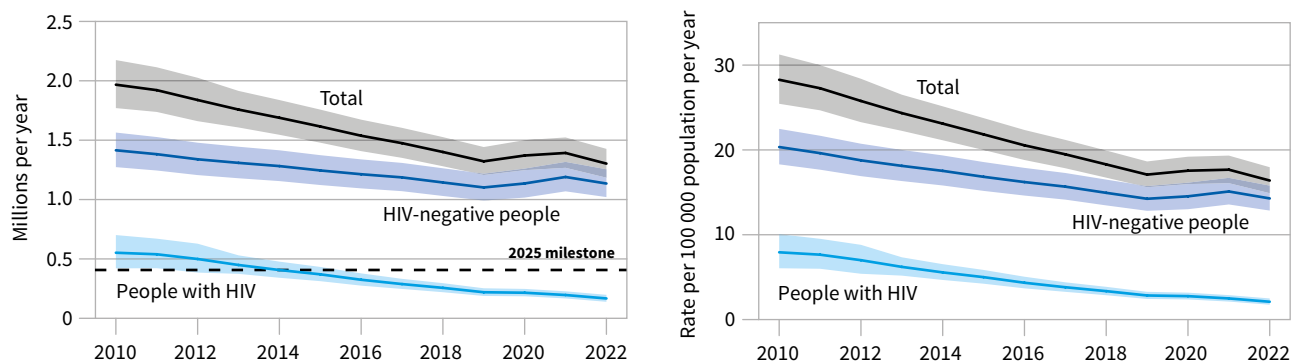 Millions per year
2.5
2.0
1.5
1.0
0.5
0
Total
HIV-negative people
2025 milestone
People with HIV
2010 2012 2014 2016 2018 2020 2022
Rate per 100 000 population per year
30
20
10
0
Total
HIV-negative people
People with HIV
2010 2012 2014 2016 2018 2020 2022